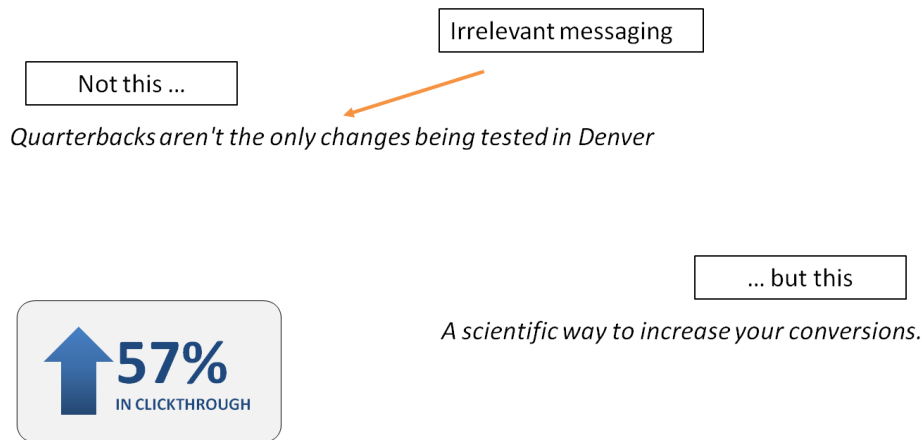 Irrelevant messaging
Not this ...
Quarterbacks aren't the only changes being tested in Denver
... but this
A scientific way to increase your conversions.
57%
IN CLICKTHROUGH